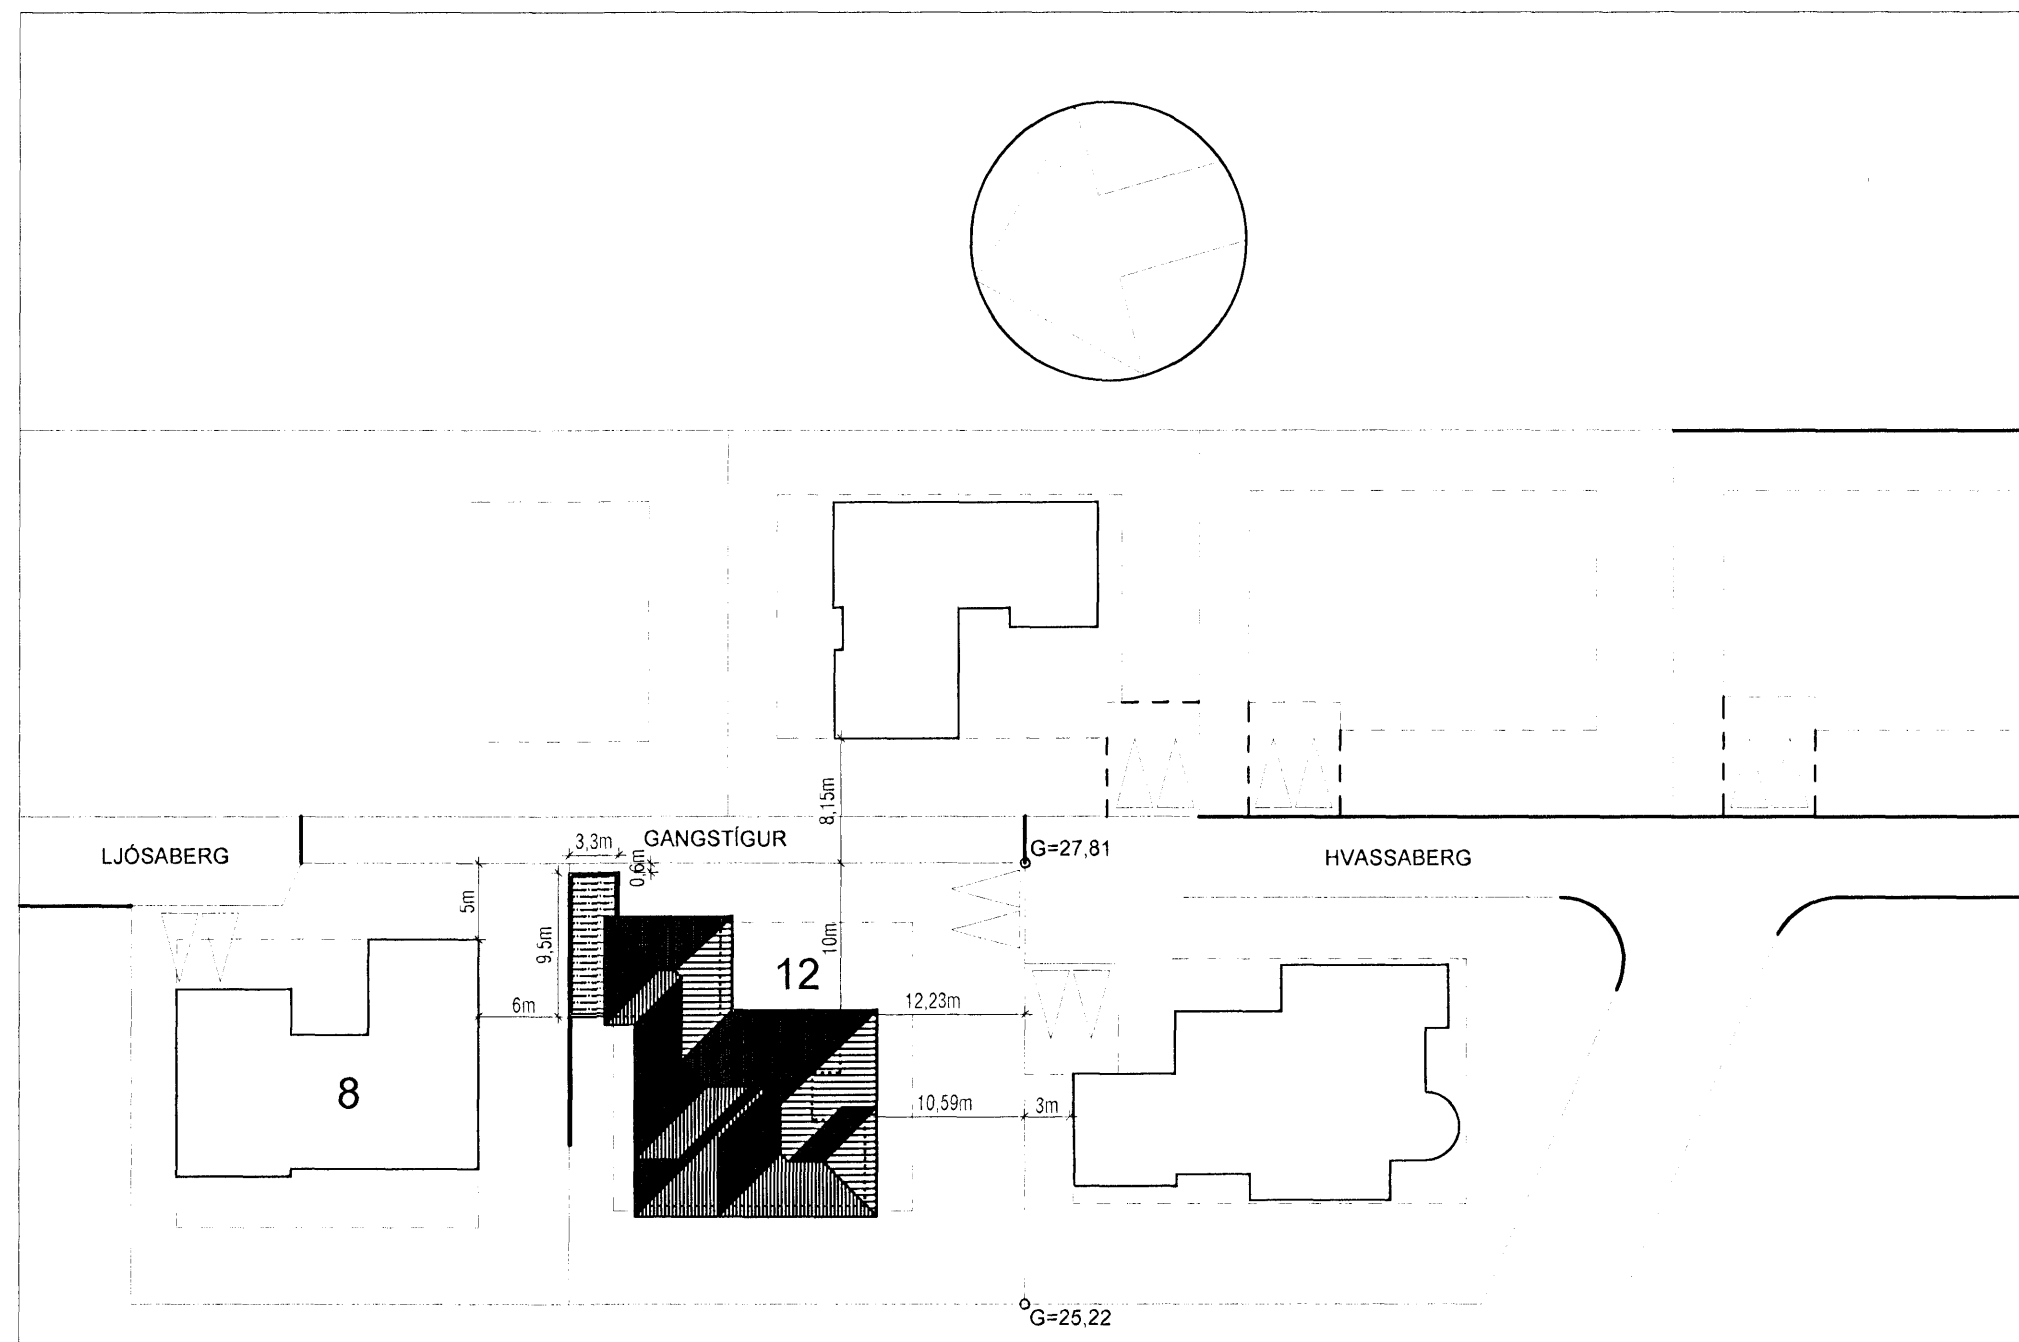 8,15m
GANGSTÍGUR
3,3m
0,6m
G=27,81
LJÓSABERG
HVASSABERG
5m
9,5m
10m
12
6m
12,23m
8
10,59m
3m
G=25,22